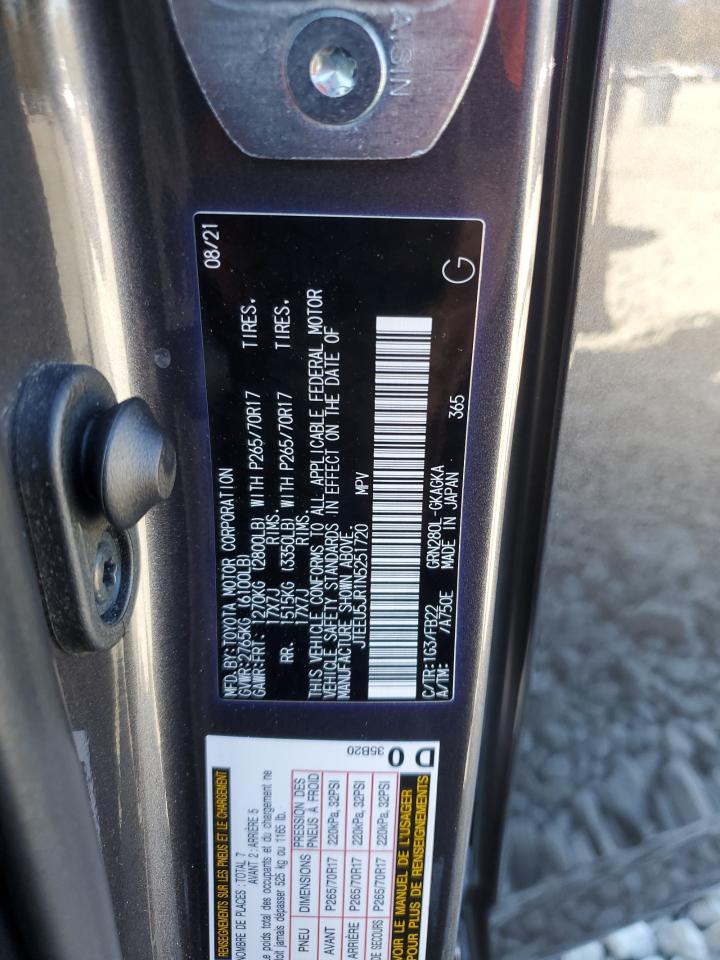 AISIN
08/21
MFD. BY: TOYOTA MOTOR CORPORATION
GVWR: 2765KG (6100LB)
GAWR: FRT. 1270KG (2800LB) WITH P265/70R17 TIRES.
17X7J RIMS.
RR. 1515KG (3350LB) WITH P265/70R17 TIRES.
17X7J RIMS.
THIS VEHICLE CONFORMS TO ALL APPLICABLE FEDERAL MOTOR
VEHICLE SAFETY STANDARDS IN EFFECT ON THE DATE OF
MANUFACTURE SHOWN ABOVE.
JTEEU5JR1N5251720 MPV
C/TR: 1G3/FB22 GRN280L-GKAGKA
A/TM: /A750E MADE IN JAPAN
365
G
RENSEIGNEMENTS SUR LES PNEUS ET LE CHARGEMENT
NOMBRE DE PLACES : TOTAL 7
AVANT 2 : ARRIÈRE 5
Le poids total des occupants et du chargement ne
doit jamais dépasser 525 kg ou 1165 lb.
PNEU DIMENSIONS PRESSION DES PNEUS À FROID
AVANT P265/70R17 220kPa, 32PSI
ARRIÈRE P265/70R17 220kPa, 32PSI
DE SECOURS P265/70R17 220kPa, 32PSI
VOIR LE MANUEL DE L'USAGER
POUR PLUS DE RENSEIGNEMENTS
35B20
D 0